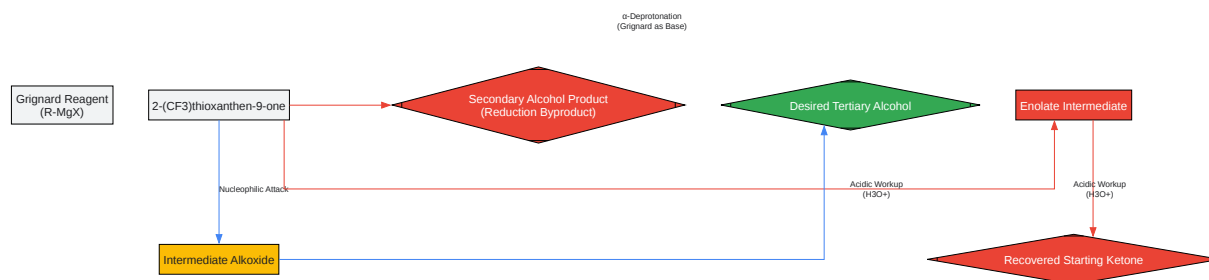 α-Deprotonation
(Grignard as Base)
Grignard Reagent
(R-MgX)
2-(CF3)thioxanthen-9-one
Secondary Alcohol Product
(Reduction Byproduct)
Desired Tertiary Alcohol
Enolate Intermediate
Nucleophilic Attack
Acidic Workup
(H3O+)
Acidic Workup
(H3O+)
Intermediate Alkoxide
Recovered Starting Ketone